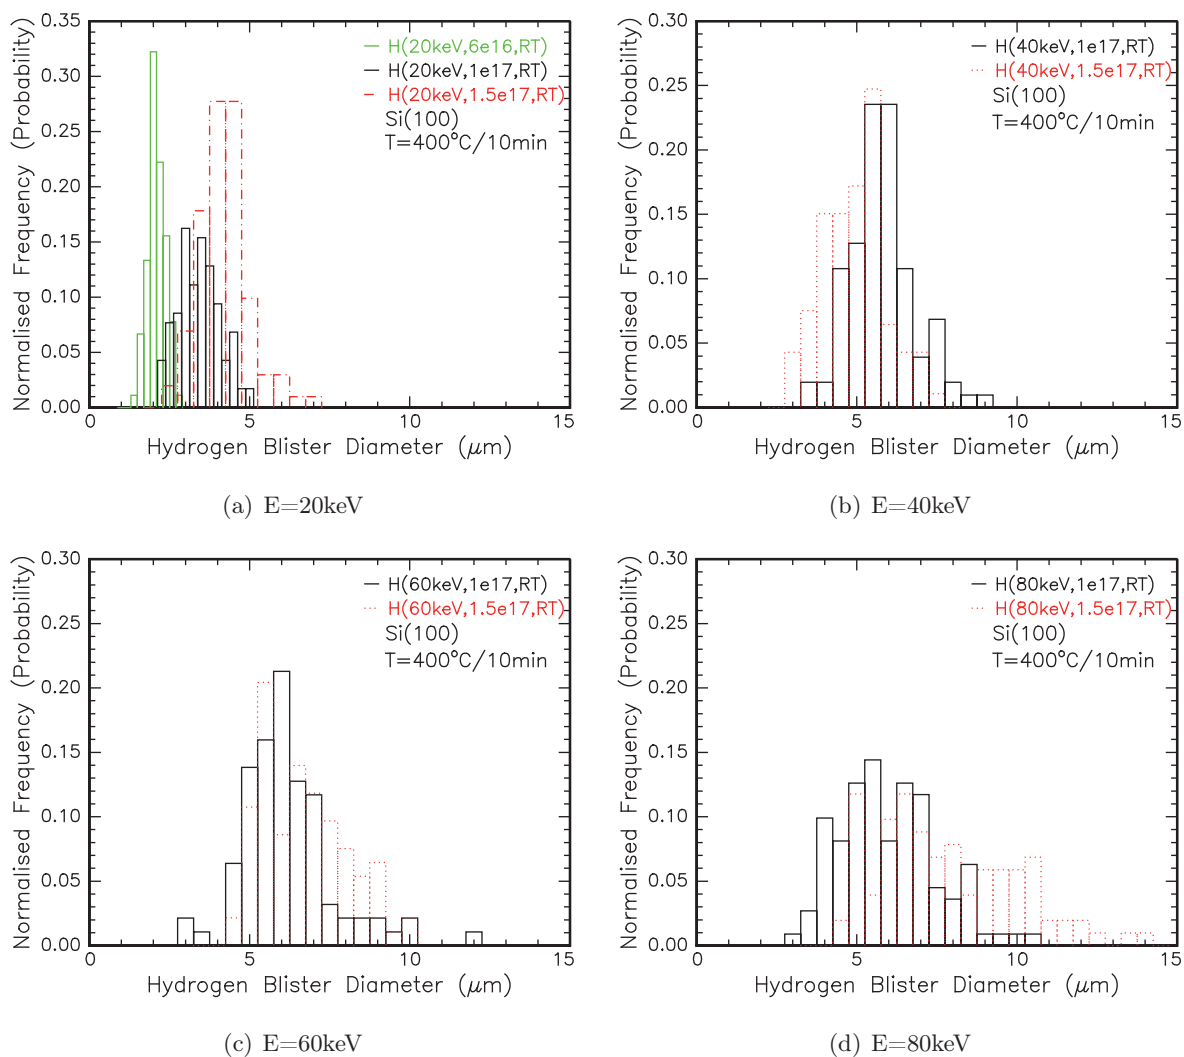 0.35
0.30
0.25
0.20
0.15
0.10
0.05
0.00
Normalised Frequency (Probability)
H(20keV,6e16,RT)
H(20keV,1e17,RT)
H(20keV,1.5e17,RT)
Si(100)
T=400°C/10min
0 5 10 15
Hydrogen Blister Diameter (μm)
(a) E=20keV
0.30
0.25
0.20
0.15
0.10
0.05
0.00
Normalised Frequency (Probability)
H(40keV,1e17,RT)
H(40keV,1.5e17,RT)
Si(100)
T=400°C/10min
0 5 10 15
Hydrogen Blister Diameter (μm)
(b) E=40keV
0.30
0.25
0.20
0.15
0.10
0.05
0.00
Normalised Frequency (Probability)
H(60keV,1e17,RT)
H(60keV,1.5e17,RT)
Si(100)
T=400°C/10min
0 5 10 15
Hydrogen Blister Diameter (μm)
(c) E=60keV
0.30
0.25
0.20
0.15
0.10
0.05
0.00
Normalised Frequency (Probability)
H(80keV,1e17,RT)
H(80keV,1.5e17,RT)
Si(100)
T=400°C/10min
0 5 10 15
Hydrogen Blister Diameter (μm)
(d) E=80keV